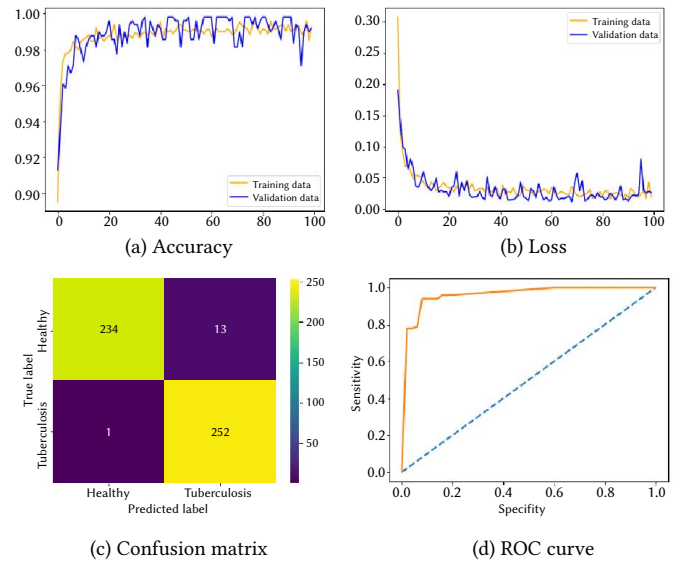 1.00
0.98
0.96
0.94
0.92
0.90
Training data
Validation data
0 20 40 60 80 100
(a) Accuracy
0.30
0.25
0.20
0.15
0.10
0.05
0.00
Training data
Validation data
0 20 40 60 80 100
(b) Loss
True label
Healthy
Tuberculosis
234 13
1 252
250
200
150
100
50
Healthy Tuberculosis
Predicted label
(c) Confusion matrix
Sensitivity
1.0
0.8
0.6
0.4
0.2
0.0
0.0 0.2 0.4 0.6 0.8 1.0
Specifity
(d) ROC curve